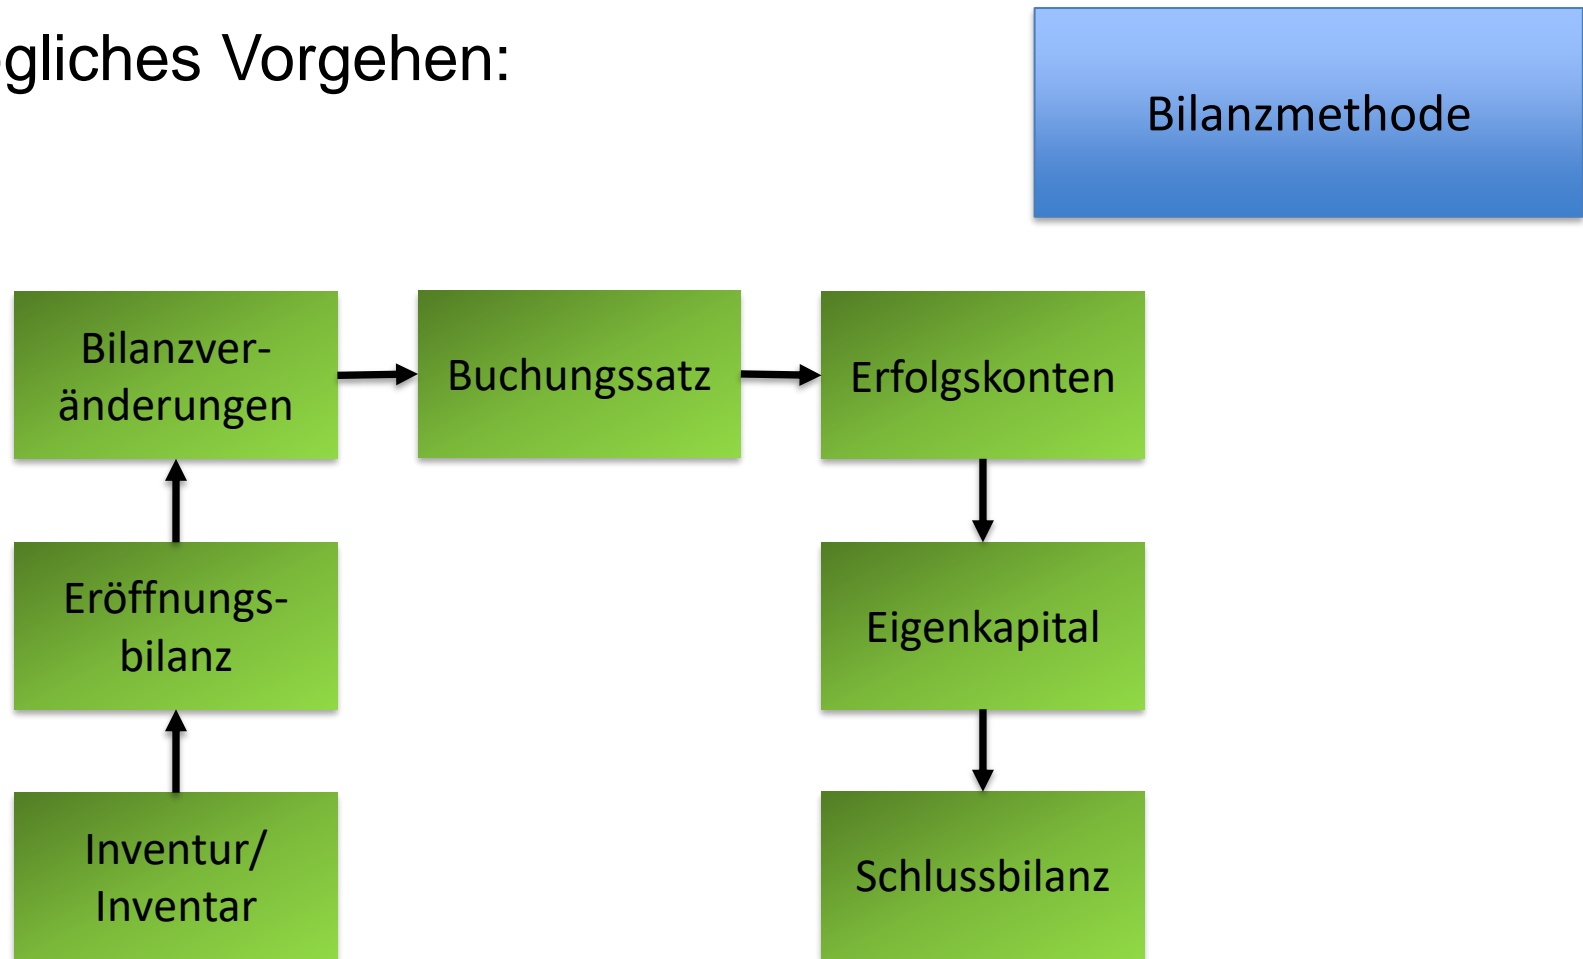 gliches Vorgehen:
Bilanzmethode
Bilanzver-
änderungen
Buchungssatz
Erfolgskonten
Eröffnungs-
bilanz
Eigenkapital
Inventur/
Inventar
Schlussbilanz